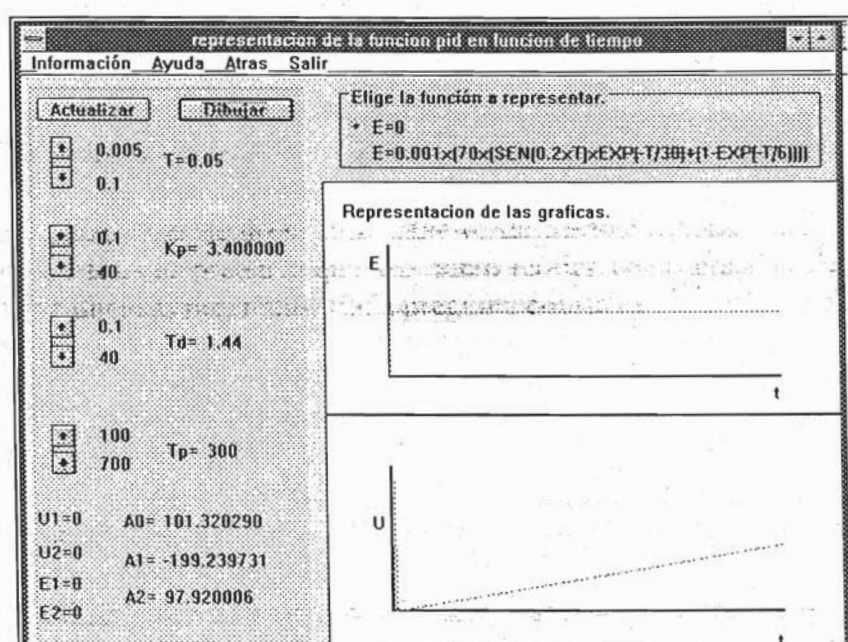 representacion de la funcion pid en funcion de tiempo
Información Ayuda Atras Salir
Actualizar Dibujar
0.005
0.1
T=0.05
0.1
40
Kp= 3.400000
0.1
40
Td= 1.44
100
700
Tp= 300
U1=0 A0= 101.320290
U2=0 A1= -199.239731
E1=0 A2= 97.920006
E2=0
Elige la función a representar.
E=0
E=0.001x(70x(SEN(0.2xT)xEXP(-T/30)+(1-EXP(-T/6))))
Representacion de las graficas.
E
t
U
t